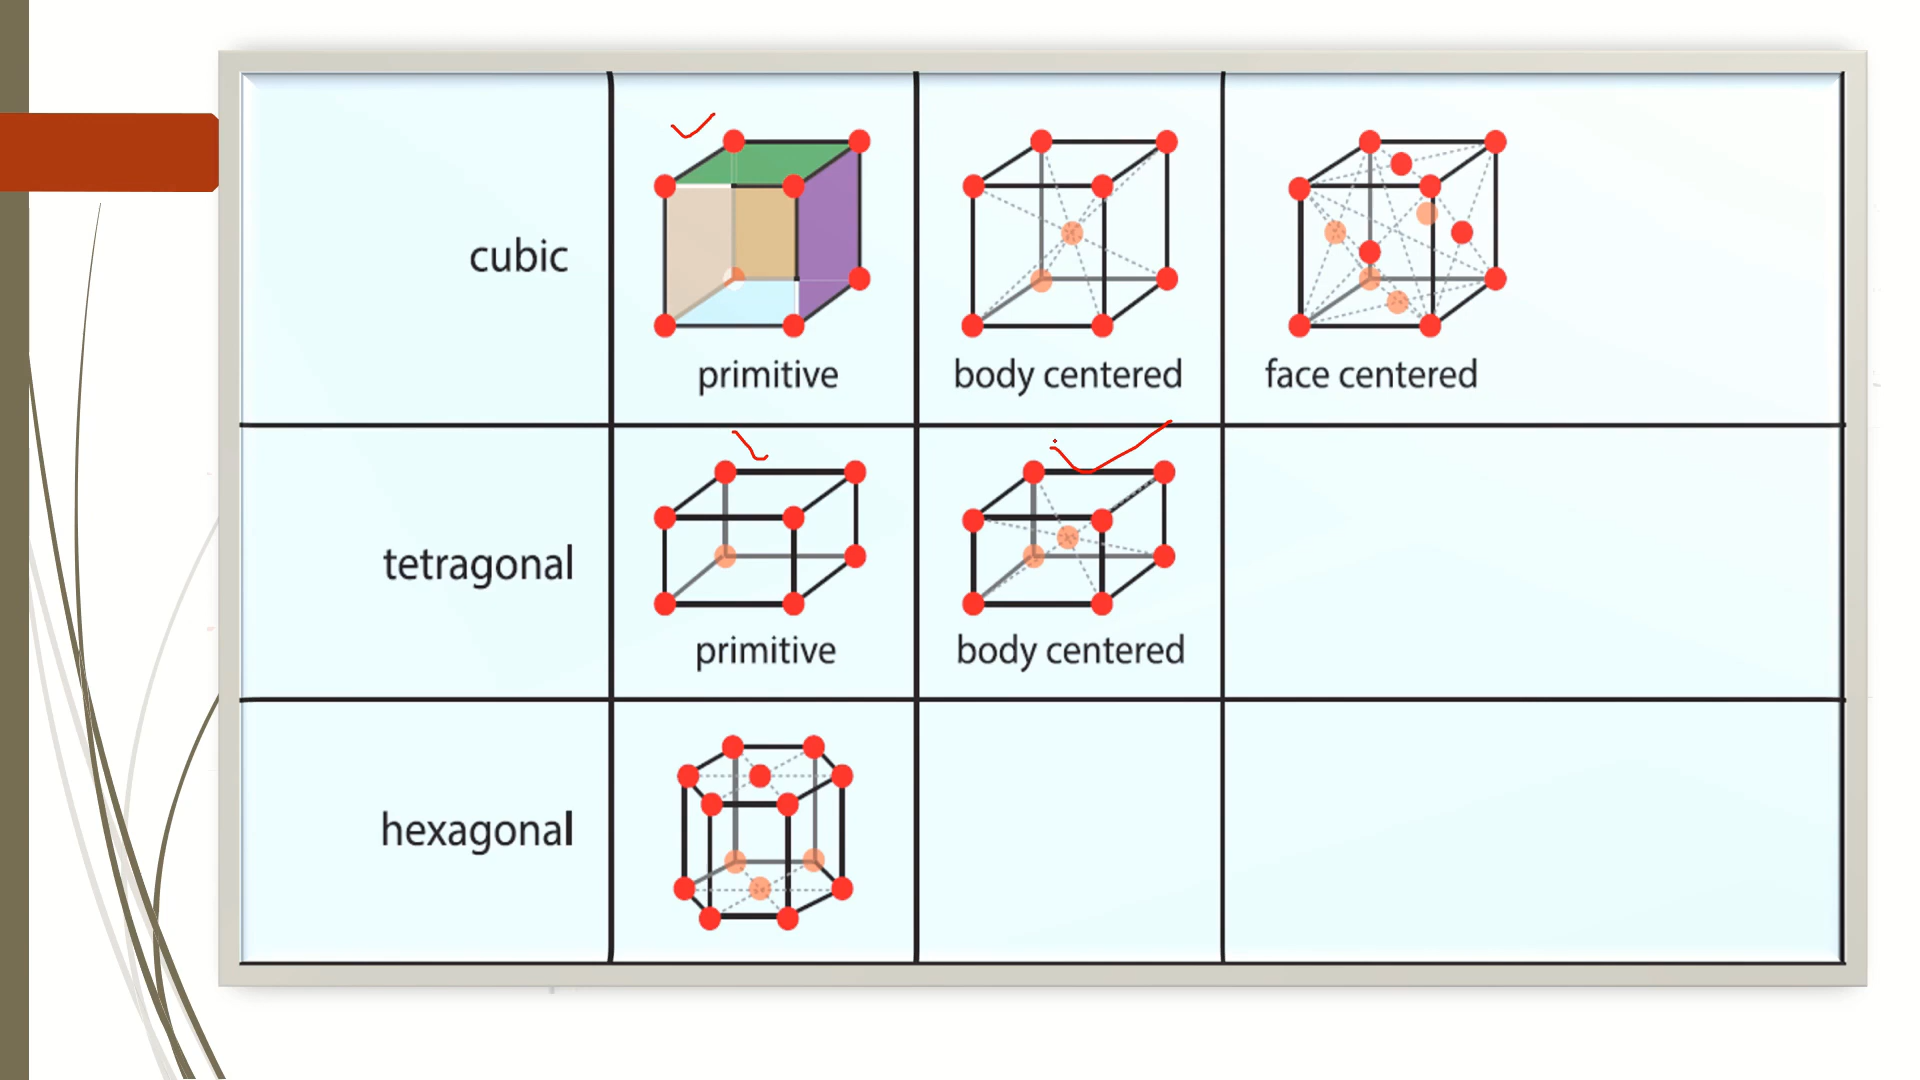 cubic
primitive
body centered
face centered
tetragonal
primitive
body centered
hexagonal